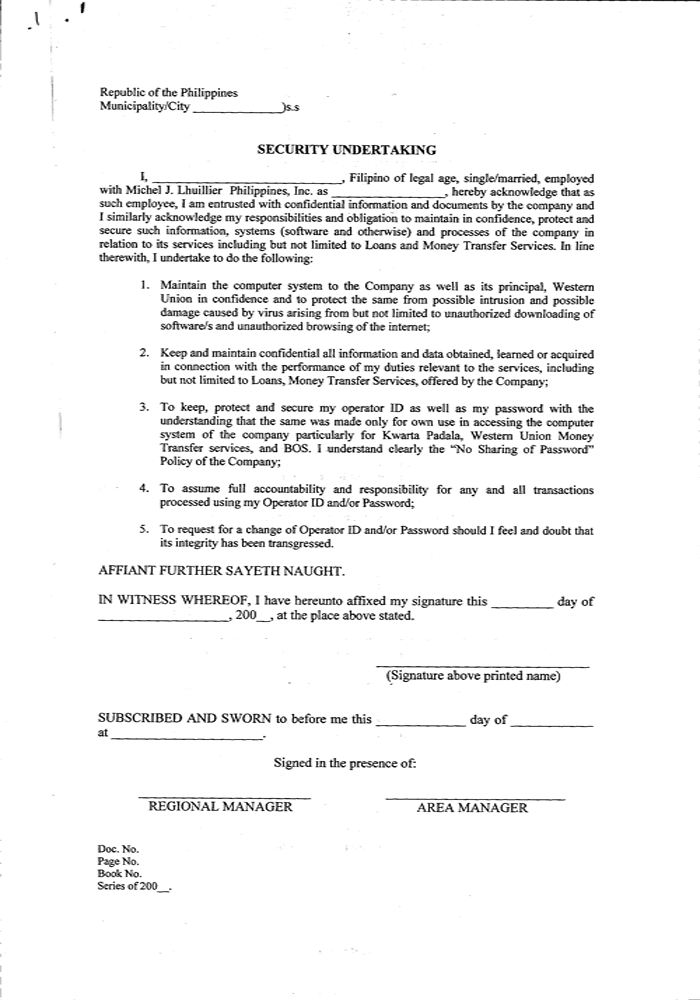 Republic of the Philippines
Municipality/City ______________)s.s
SECURITY UNDERTAKING
I, _____________________________, Filipino of legal age, single/married, employed
with Michel J. Lhuillier Philippines, Inc. as __________________, hereby acknowledge that as
such employee, I am entrusted with confidential information and documents by the company and
I similarly acknowledge my responsibilities and obligation to maintain in confidence, protect and
secure such information, systems (software and otherwise) and processes of the company in
relation to its services including but not limited to Loans and Money Transfer Services. In line
therewith, I undertake to do the following:
1. Maintain the computer system to the Company as well as its principal, Western
Union in confidence and to protect the same from possible intrusion and possible
damage caused by virus arising from but not limited to unauthorized downloading of
software/s and unauthorized browsing of the internet;
2. Keep and maintain confidential all information and data obtained, learned or acquired
in connection with the performance of my duties relevant to the services, including
but not limited to Loans, Money Transfer Services, offered by the Company;
3. To keep, protect and secure my operator ID as well as my password with the
understanding that the same was made only for own use in accessing the computer
system of the company particularly for Kwarta Padala, Western Union Money
Transfer services, and BOS. I understand clearly the “No Sharing of Password”
Policy of the Company;
4. To assume full accountability and responsibility for any and all transactions
processed using my Operator ID and/or Password;
5. To request for a change of Operator ID and/or Password should I feel and doubt that
its integrity has been transgressed.
AFFIANT FURTHER SAYETH NAUGHT.
IN WITNESS WHEREOF, I have hereunto affixed my signature this _________ day of
____________________, 200__, at the place above stated.
(Signature above printed name)
SUBSCRIBED AND SWORN to before me this _____________ day of ____________
at ______________________.
Signed in the presence of:
REGIONAL MANAGER
AREA MANAGER
Doc. No.
Page No.
Book No.
Series of 200__.